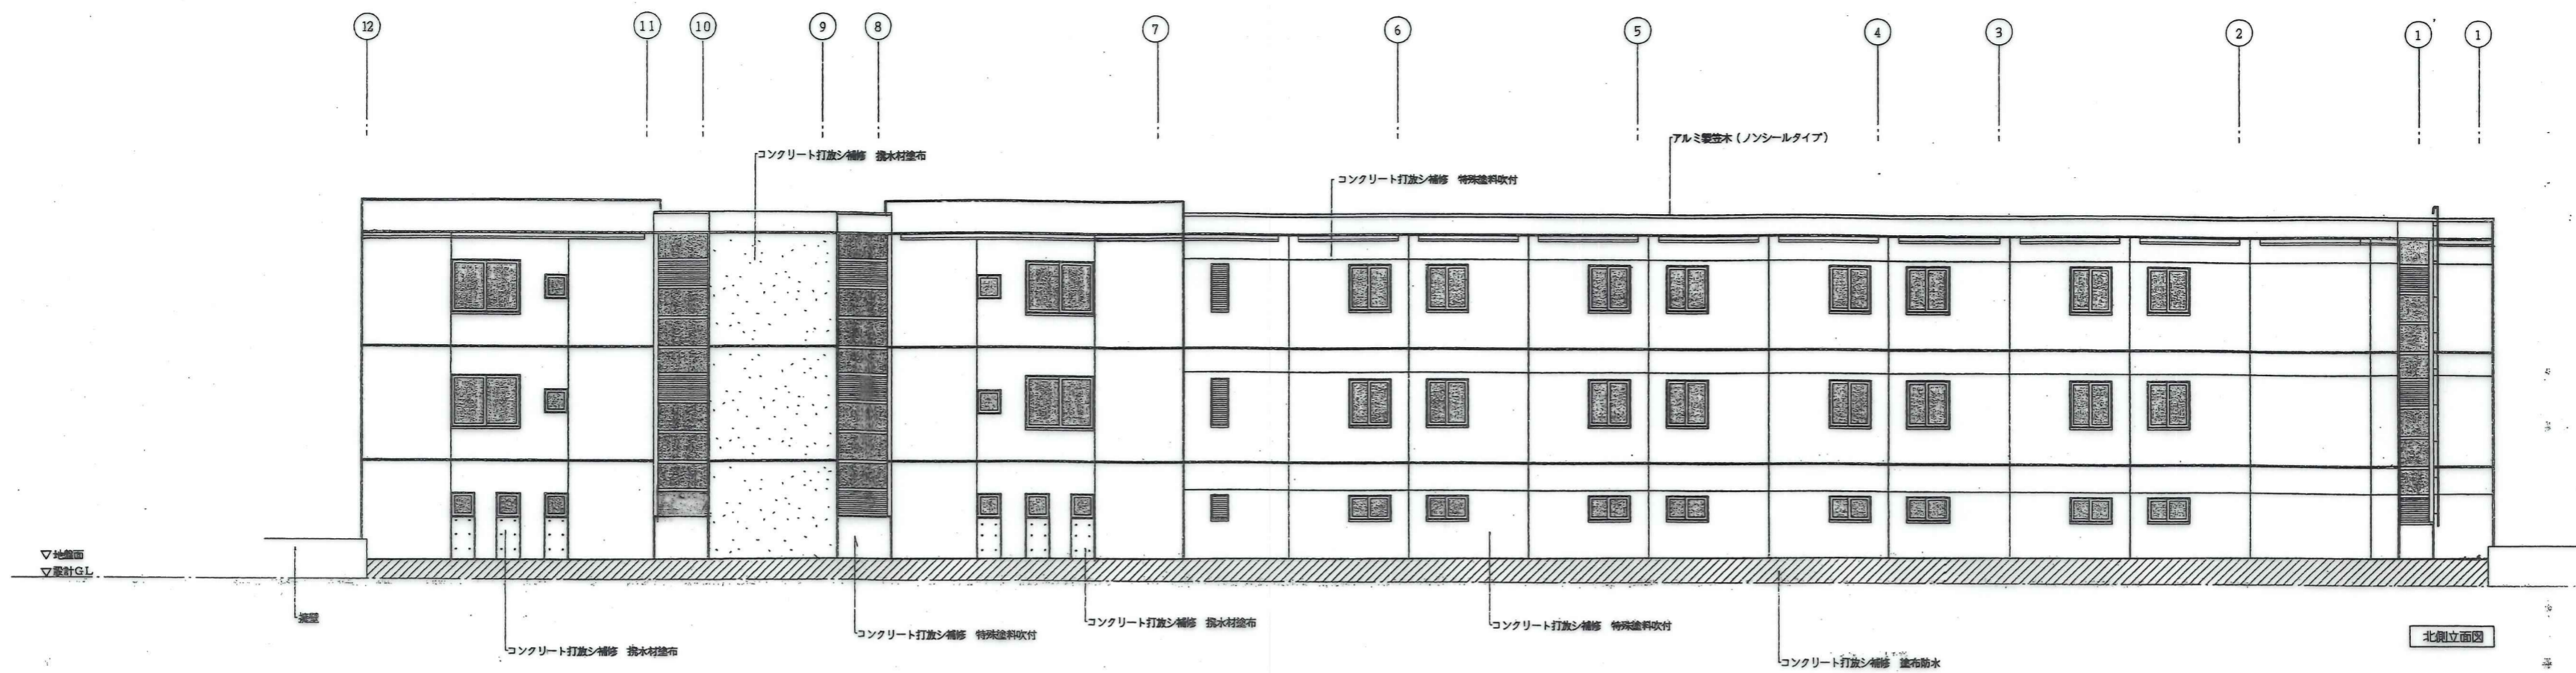 12
11
10
9
8
7
6
5
4
3
2
1'
1
アルミ製笠木(ノンシールタイプ)
コンクリート打放シ補修 撥水材塗布
コンクリート打放シ補修 特殊塗料吹付
▽地盤面
▽設計GL
擁壁
コンクリート打放シ補修 撥水材塗布
コンクリート打放シ補修 特殊塗料吹付
コンクリート打放シ補修 撥水材塗布
コンクリート打放シ補修 特殊塗料吹付
コンクリート打放シ補修 塗布防水
北側立面図